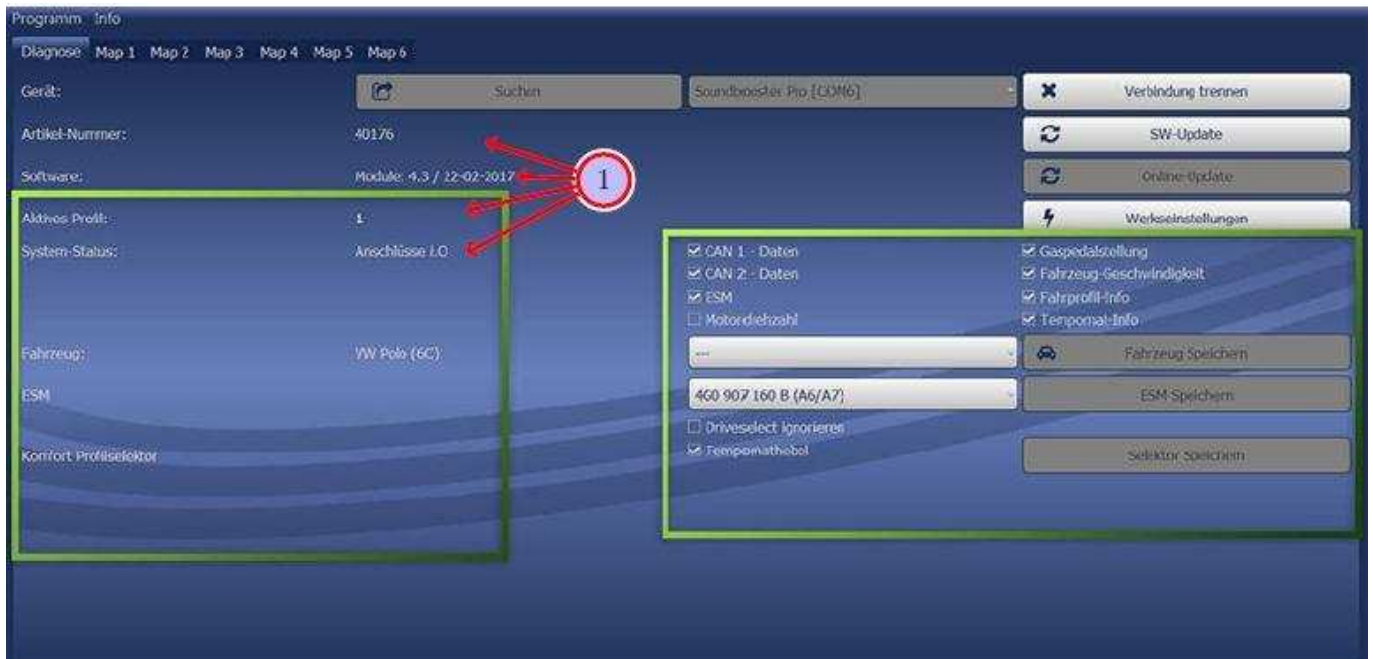 Programm Info
Diagnose Map 1 Map 2 Map 3 Map 4 Map 5 Map 6
Gerät: Suchen Soundbooster Pro [COM6] Verbindung trennen
Artikel-Nummer: 40176 SW-Update
Software: Module: 4.3 / 22-02-2017 1 Online-Update
Aktives Profil: 1 Werkseinstellungen
System-Status: Anschlüsse i.O CAN 1 - Daten Gaspedalstellung
CAN 2 - Daten Fahrzeug-Geschwindigkeit
ESM Fahrprofil-Info
Motordrehzahl Tempomat-Info
Fahrzeug: VW Polo (6C) --- Fahrzeug Speichern
ESM 4G0 907 160 B (A6/A7) ESM Speichern
Driveselect ignorieren
Komfort Profilselektor Tempomathebel Selektor Speichern